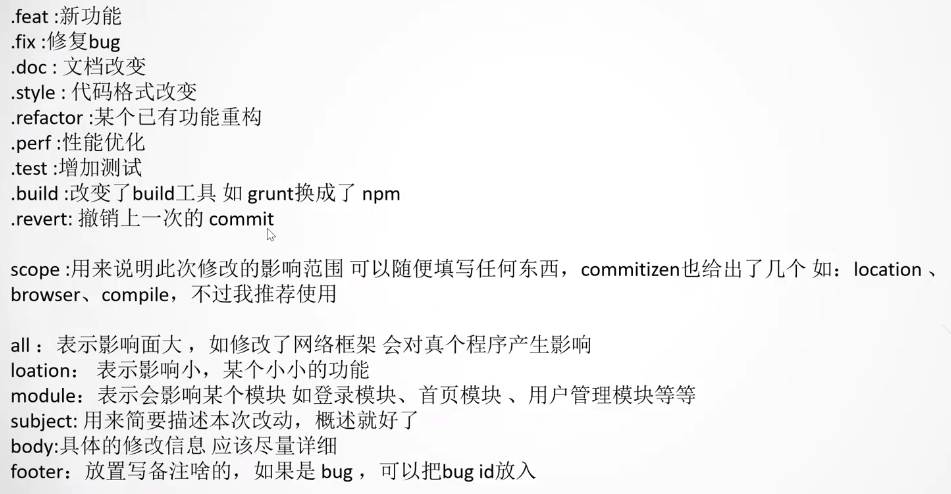 .feat :新功能
.fix :修复bug
.doc : 文档改变
.style : 代码格式改变
.refactor :某个已有功能重构
.perf :性能优化
.test :增加测试
.build :改变了build工具 如 grunt换成了 npm
.revert: 撤销上一次的 commit
scope :用来说明此次修改的影响范围 可以随便填写任何东西，commitizen也给出了几个 如：location 、
browser、compile，不过我推荐使用
all ：表示影响面大 ，如修改了网络框架 会对真个程序产生影响
loation： 表示影响小，某个小小的功能
module：表示会影响某个模块 如登录模块、首页模块 、用户管理模块等等
subject: 用来简要描述本次改动，概述就好了
body:具体的修改信息 应该尽量详细
footer：放置写备注啥的，如果是 bug ，可以把bug id放入